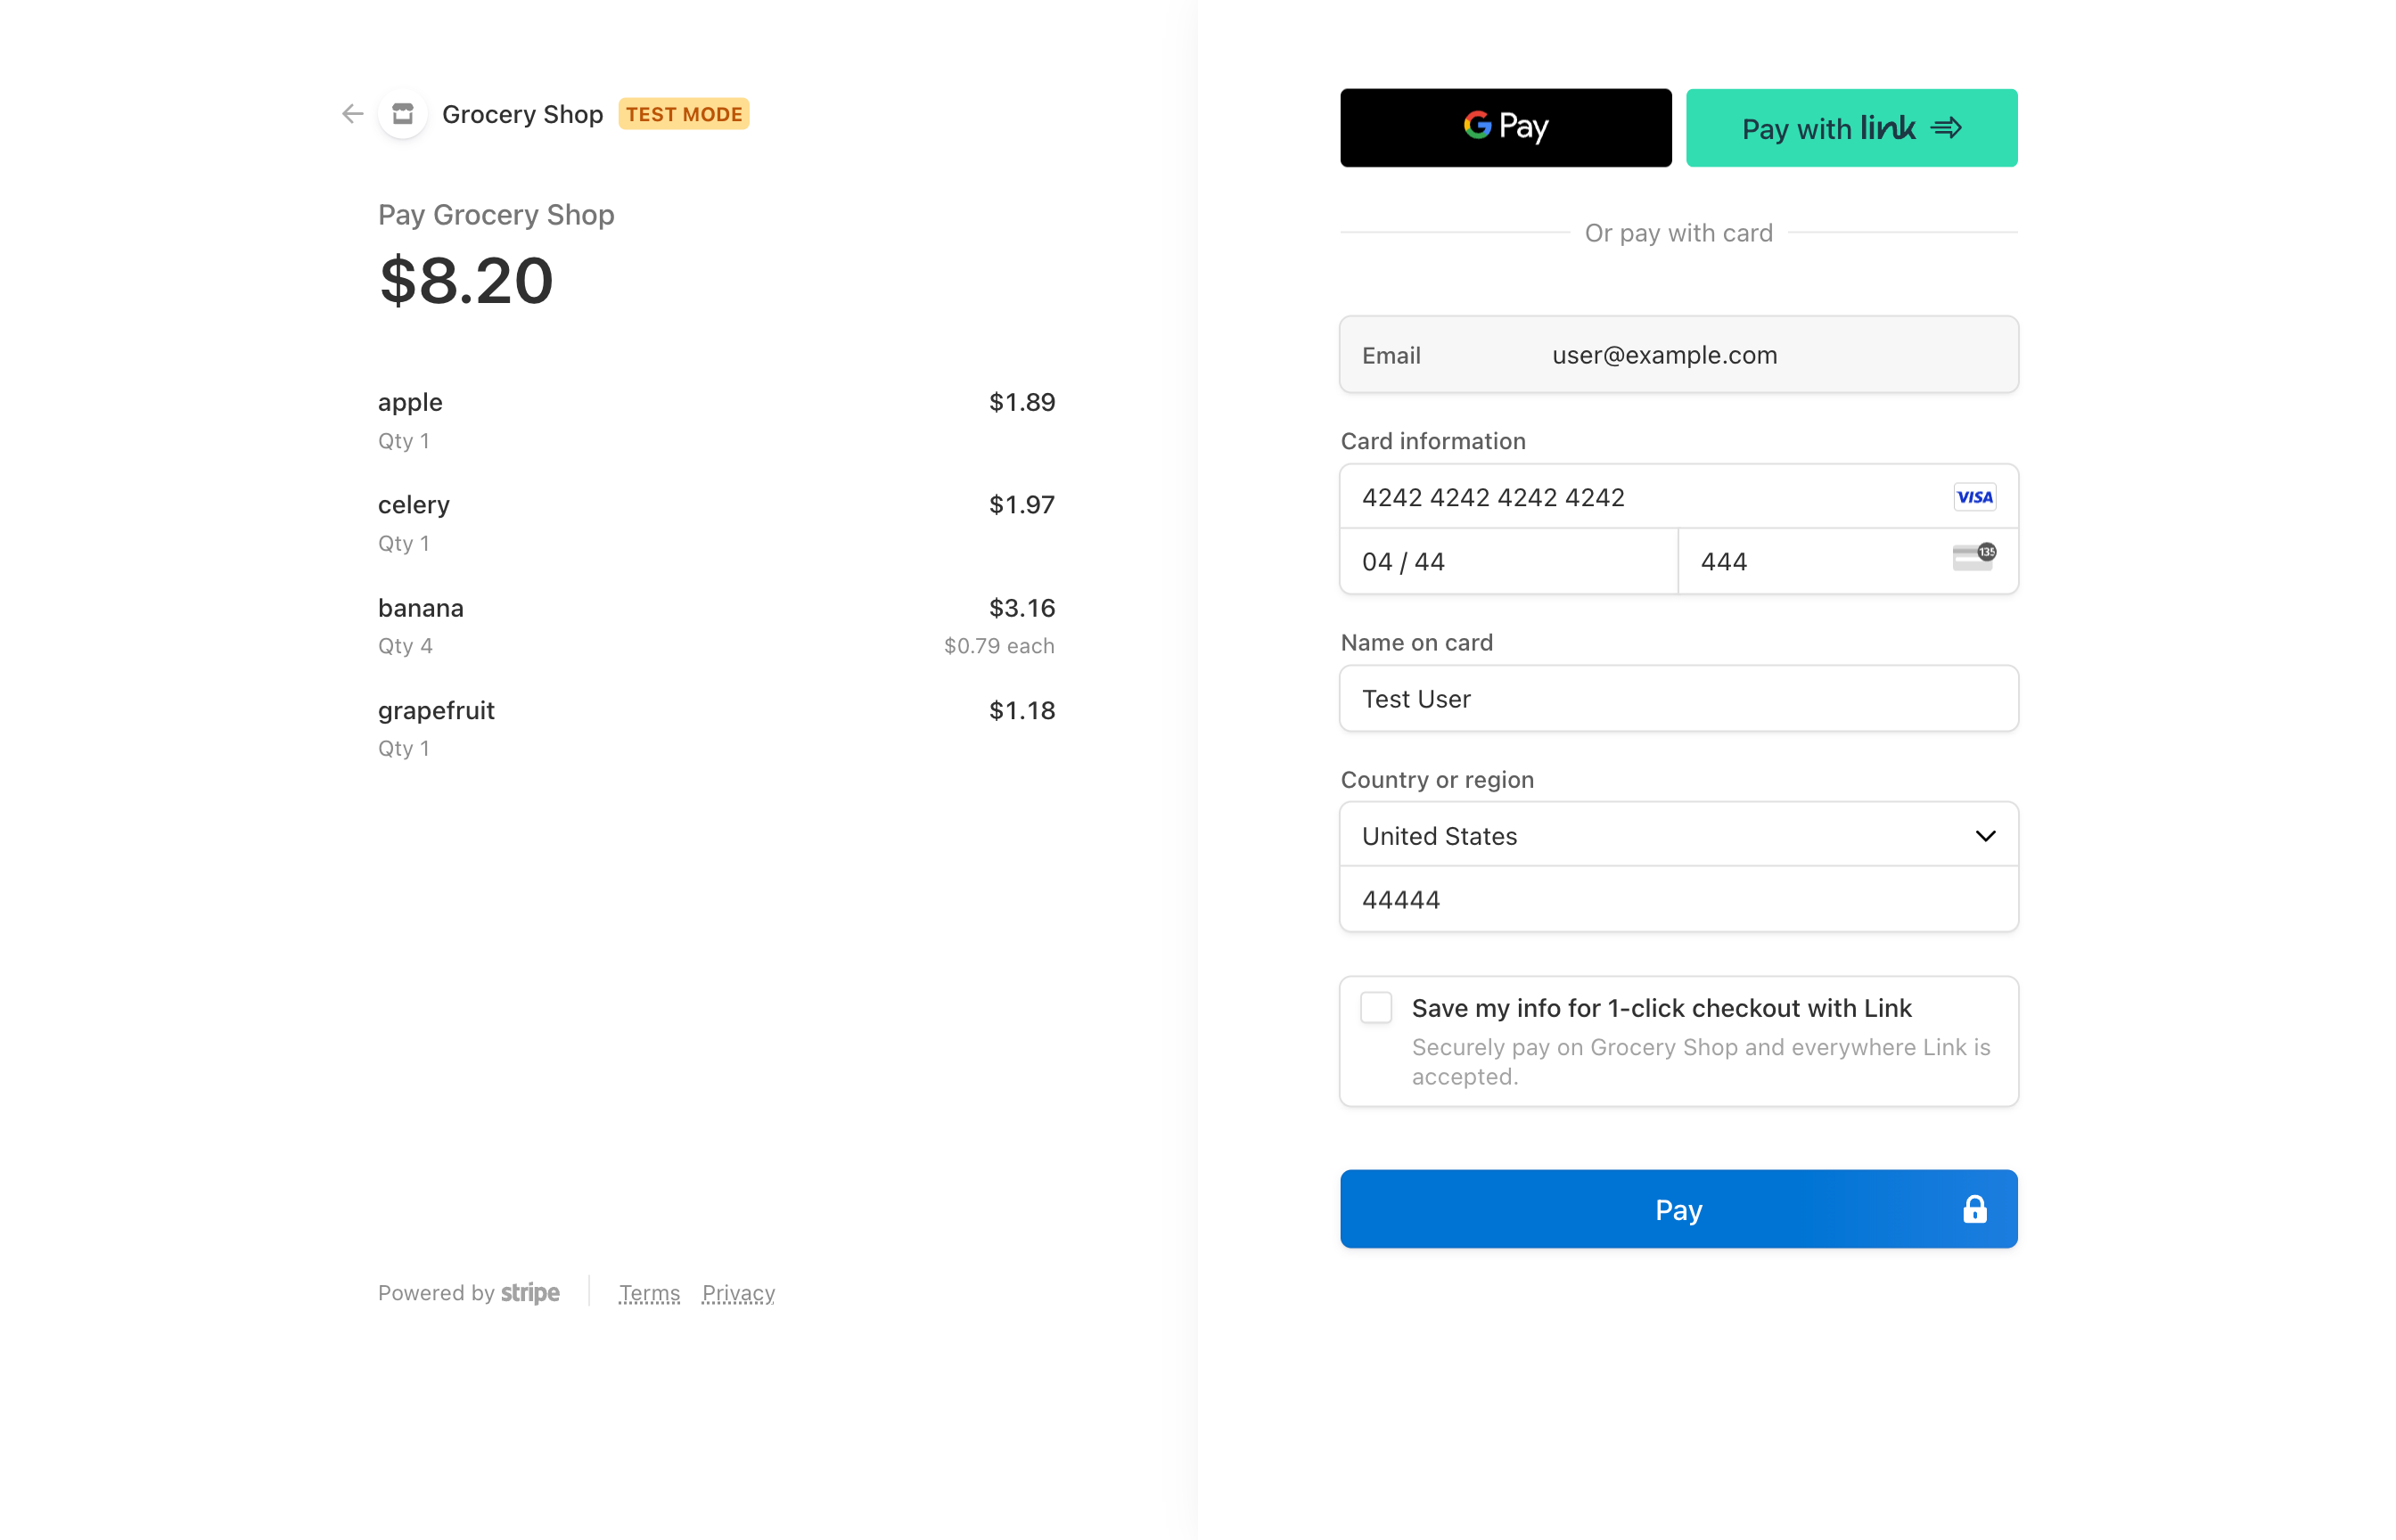 Grocery Shop TEST MODE
Pay Grocery Shop
$8.20
apple $1.89
Qty 1
celery $1.97
Qty 1
banana $3.16
Qty 4 $0.79 each
grapefruit $1.18
Qty 1
Powered by stripe Terms Privacy
G Pay Pay with link
Or pay with card
Email user@example.com
Card information
4242 4242 4242 4242 VISA
04 / 44 444 135
Name on card
Test User
Country or region
United States
44444
Save my info for 1-click checkout with Link
Securely pay on Grocery Shop and everywhere Link is
accepted.
Pay